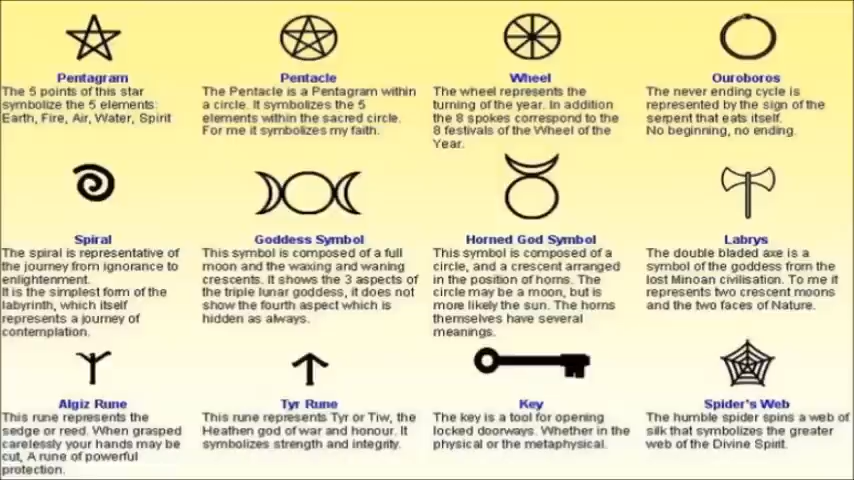 Pentagram
The 5 points of this star
symbolize the 5 elements:
Earth, Fire, Air, Water, Spirit
Pentacle
The Pentacle is a Pentagram within
a circle. It symbolizes the 5
elements within the sacred circle.
For me it symbolizes my faith.
Wheel
The wheel represents the
turning of the year. In addition
the 8 spokes correspond to the
8 festivals of the Wheel of the
Year.
Ouroboros
The never ending cycle is
represented by the sign of the
serpent that eats itself.
No beginning, no ending.
Spiral
The spiral is representative of
the journey from ignorance to
enlightenment.
It is the simplest form of the
labyrinth, which itself
represents a journey of
contemplation.
Goddess Symbol
This symbol is composed of a full
moon and the waxing and waning
crescents. It shows the 3 aspects of
the triple lunar goddess, it does not
show the fourth aspect which is
hidden as always.
Horned God Symbol
This symbol is composed of a
circle, and a crescent arranged
in the position of horns. The
circle may be a moon, but is
more likely the sun. The horns
themselves have several
meanings.
Labrys
The double bladed axe is a
symbol of the goddess from the
lost Minoan civilisation. To me it
represents two crescent moons
and the two faces of Nature.
Algiz Rune
This rune represents the
sedge or reed. When grasped
carelessly your hands may be
cut, A rune of powerful
protection.
Tyr Rune
This rune represents Tyr or Tiw, the
Heathen god of war and honour. It
symbolizes strength and integrity.
Key
The key is a tool for opening
locked doorways. Whether in the
physical or the metaphysical.
Spider's Web
The humble spider spins a web of
silk that symbolizes the greater
web of the Divine Spirit.